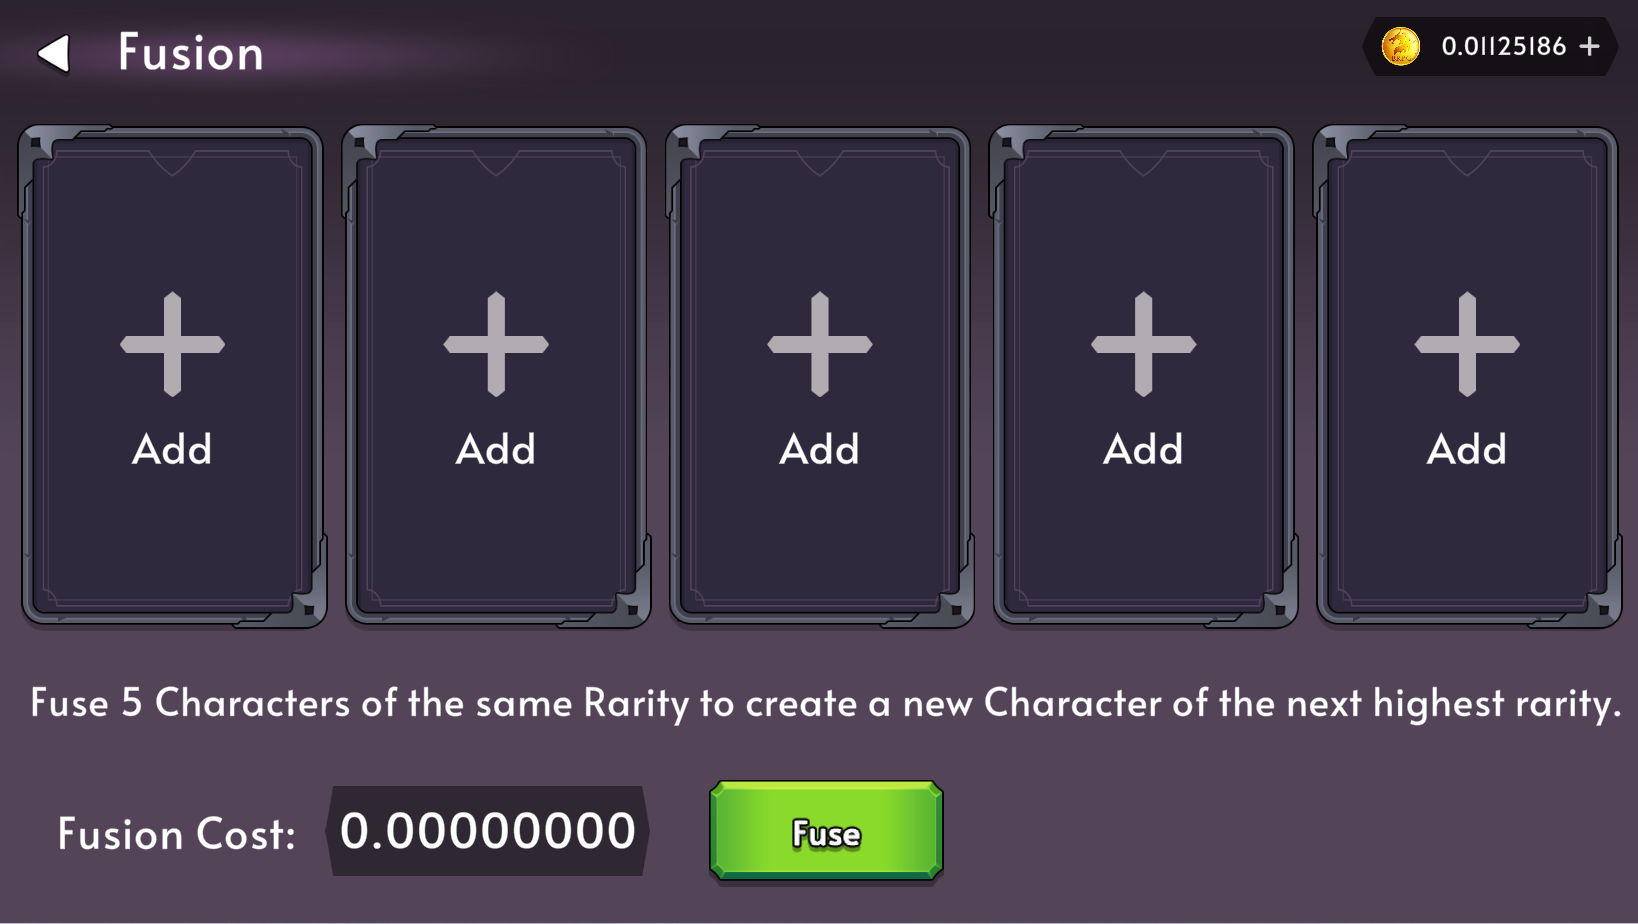 Fusion
0.01125186
Add
Add
Add
Add
Add
Fuse 5 Characters of the same Rarity to create a new Character of the next highest rarity.
Fusion Cost: 0.00000000
Fuse